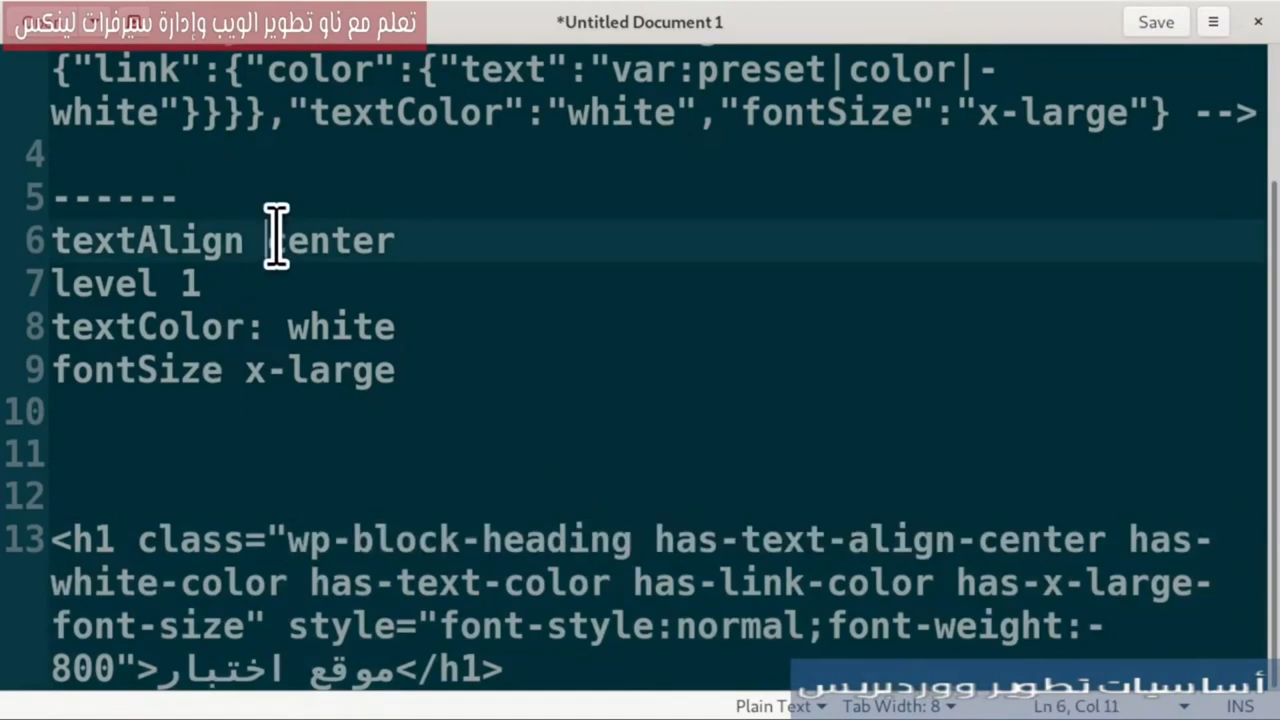 تعلم مع ناو تطوير الويب وإدارة سيرفرات لينكس
*Untitled Document 1
Save
{"link":{"color":{"text":"var:preset|color|-
white"}}}},"textColor":"white","fontSize":"x-large"} -->
4
5 ------
6 textAlign center
7 level 1
8 textColor: white
9 fontSize x-large
10
11
12
13 <h1 class="wp-block-heading has-text-align-center has-
white-color has-text-color has-link-color has-x-large-
font-size" style="font-style:normal;font-weight:-
800">موقع اختبار</h1>
أساسيات تطوير ووردبريس
Plain Text Tab Width: 8 Ln 6, Col 11 INS